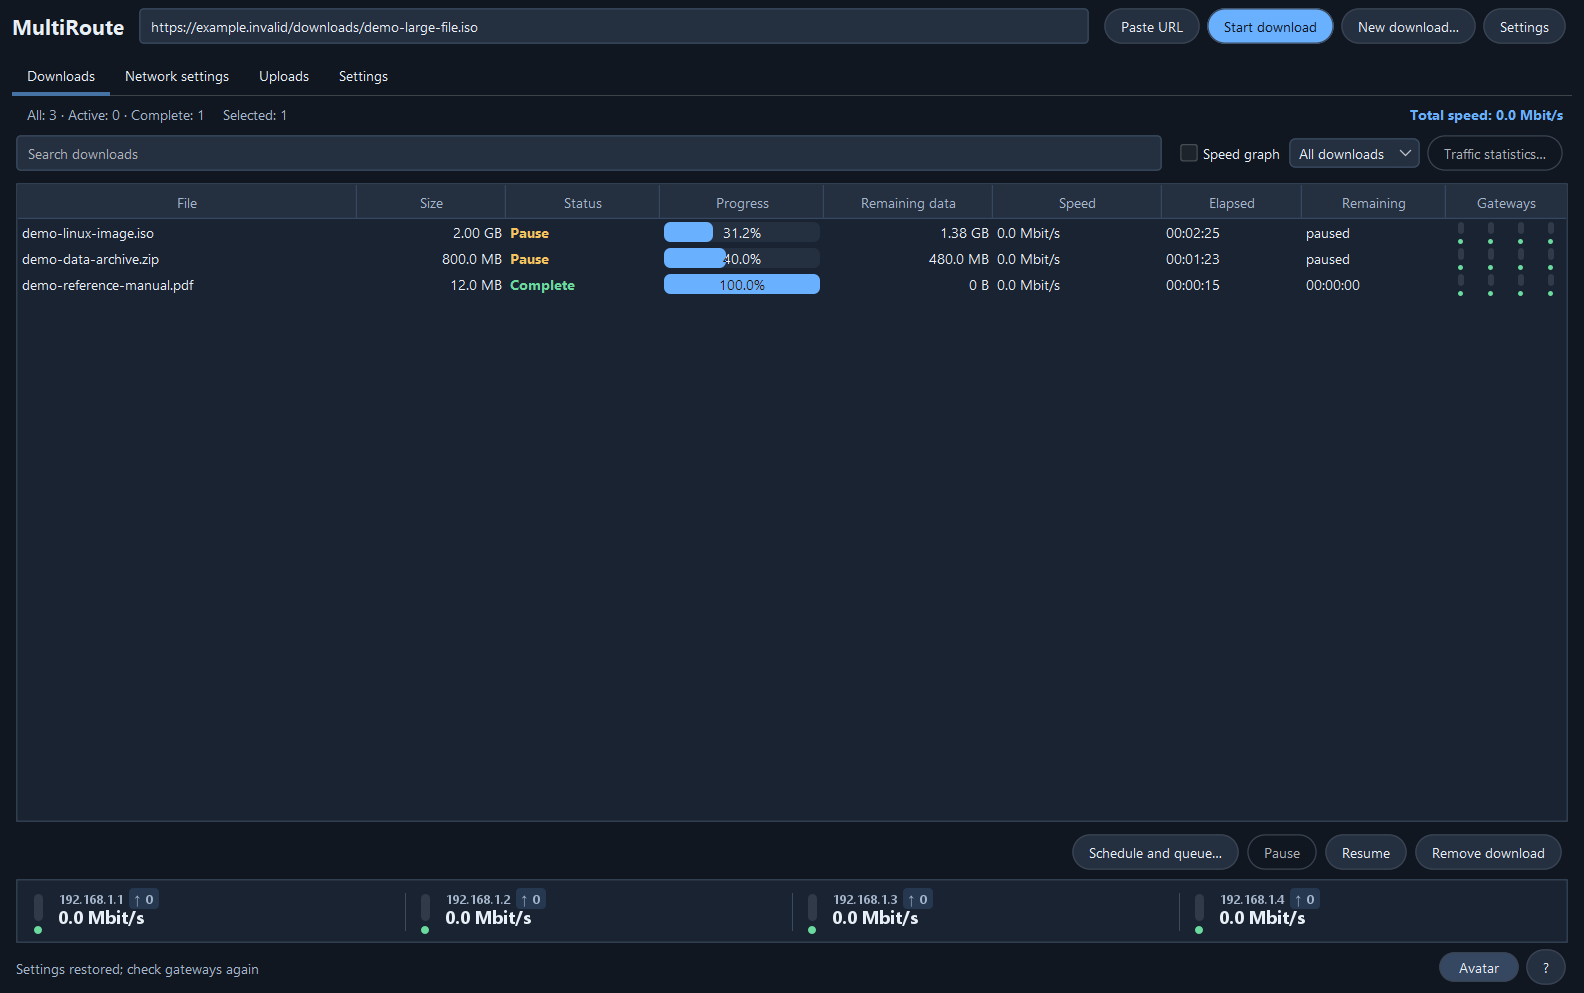 MultiRoute https://example.invalid/downloads/demo-large-file.iso Paste URL Start download New download... Settings
Downloads Network settings Uploads Settings
All: 3 · Active: 0 · Complete: 1 Selected: 1 Total speed: 0.0 Mbit/s
Search downloads Speed graph All downloads Traffic statistics...
File Size Status Progress Remaining data Speed Elapsed Remaining Gateways
demo-linux-image.iso 2.00 GB Pause 31.2% 1.38 GB 0.0 Mbit/s 00:02:25 paused
demo-data-archive.zip 800.0 MB Pause 40.0% 480.0 MB 0.0 Mbit/s 00:01:23 paused
demo-reference-manual.pdf 12.0 MB Complete 100.0% 0 B 0.0 Mbit/s 00:00:15 00:00:00
Schedule and queue... Pause Resume Remove download
192.168.1.1 ↑ 0 192.168.1.2 ↑ 0 192.168.1.3 ↑ 0 192.168.1.4 ↑ 0
0.0 Mbit/s 0.0 Mbit/s 0.0 Mbit/s 0.0 Mbit/s
Settings restored; check gateways again Avatar ?